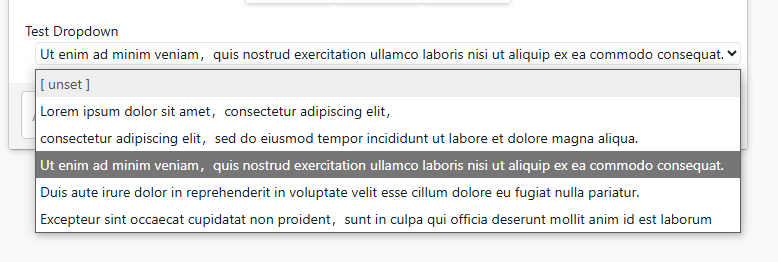 Test Dropdown
Ut enim ad minim veniam，quis nostrud exercitation ullamco laboris nisi ut aliquip ex ea commodo consequat.
[ unset ]
Lorem ipsum dolor sit amet，consectetur adipiscing elit，
consectetur adipiscing elit，sed do eiusmod tempor incididunt ut labore et dolore magna aliqua.
Ut enim ad minim veniam，quis nostrud exercitation ullamco laboris nisi ut aliquip ex ea commodo consequat.
Duis aute irure dolor in reprehenderit in voluptate velit esse cillum dolore eu fugiat nulla pariatur.
Excepteur sint occaecat cupidatat non proident，sunt in culpa qui officia deserunt mollit anim id est laborum